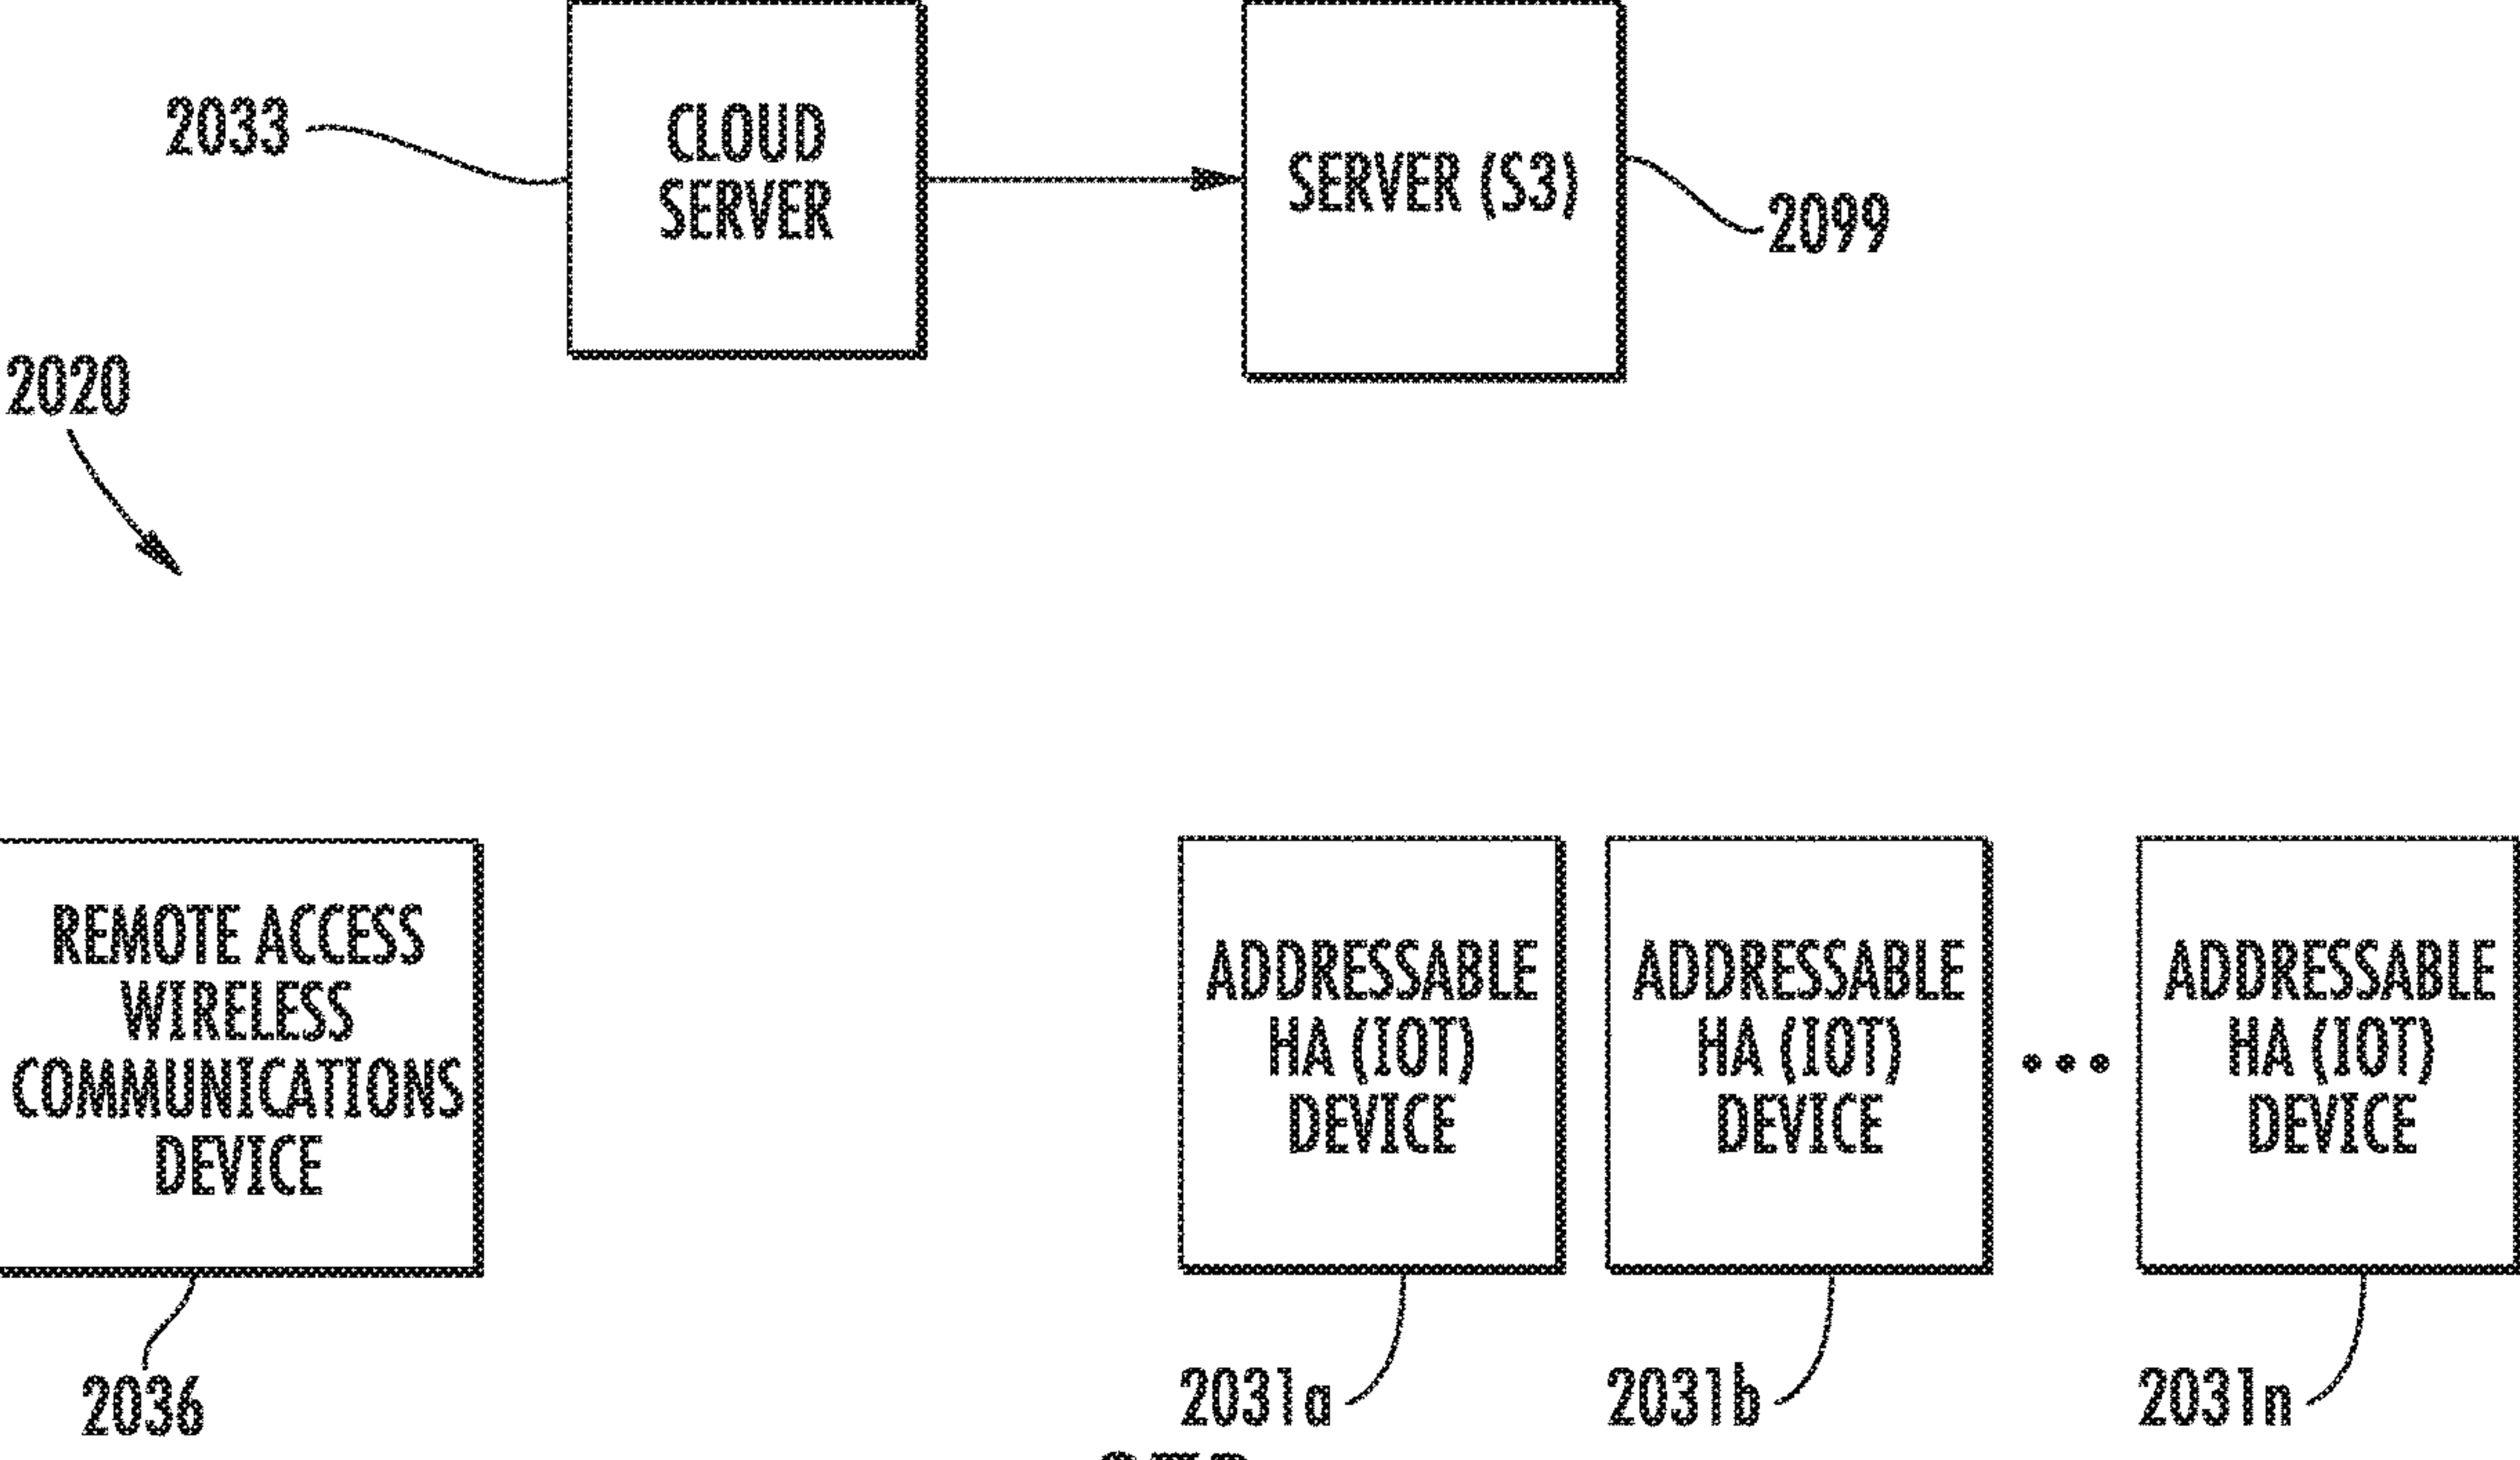 2033
CLOUD
SERVER
SERVER (S3)
2099
2020
REMOTE ACCESS
WIRELESS
COMMUNICATIONS
DEVICE
ADDRESSABLE
HA (IOT)
DEVICE
ADDRESSABLE
HA (IOT)
DEVICE
ADDRESSABLE
HA (IOT)
DEVICE
2036
2031a
2031b
2031n